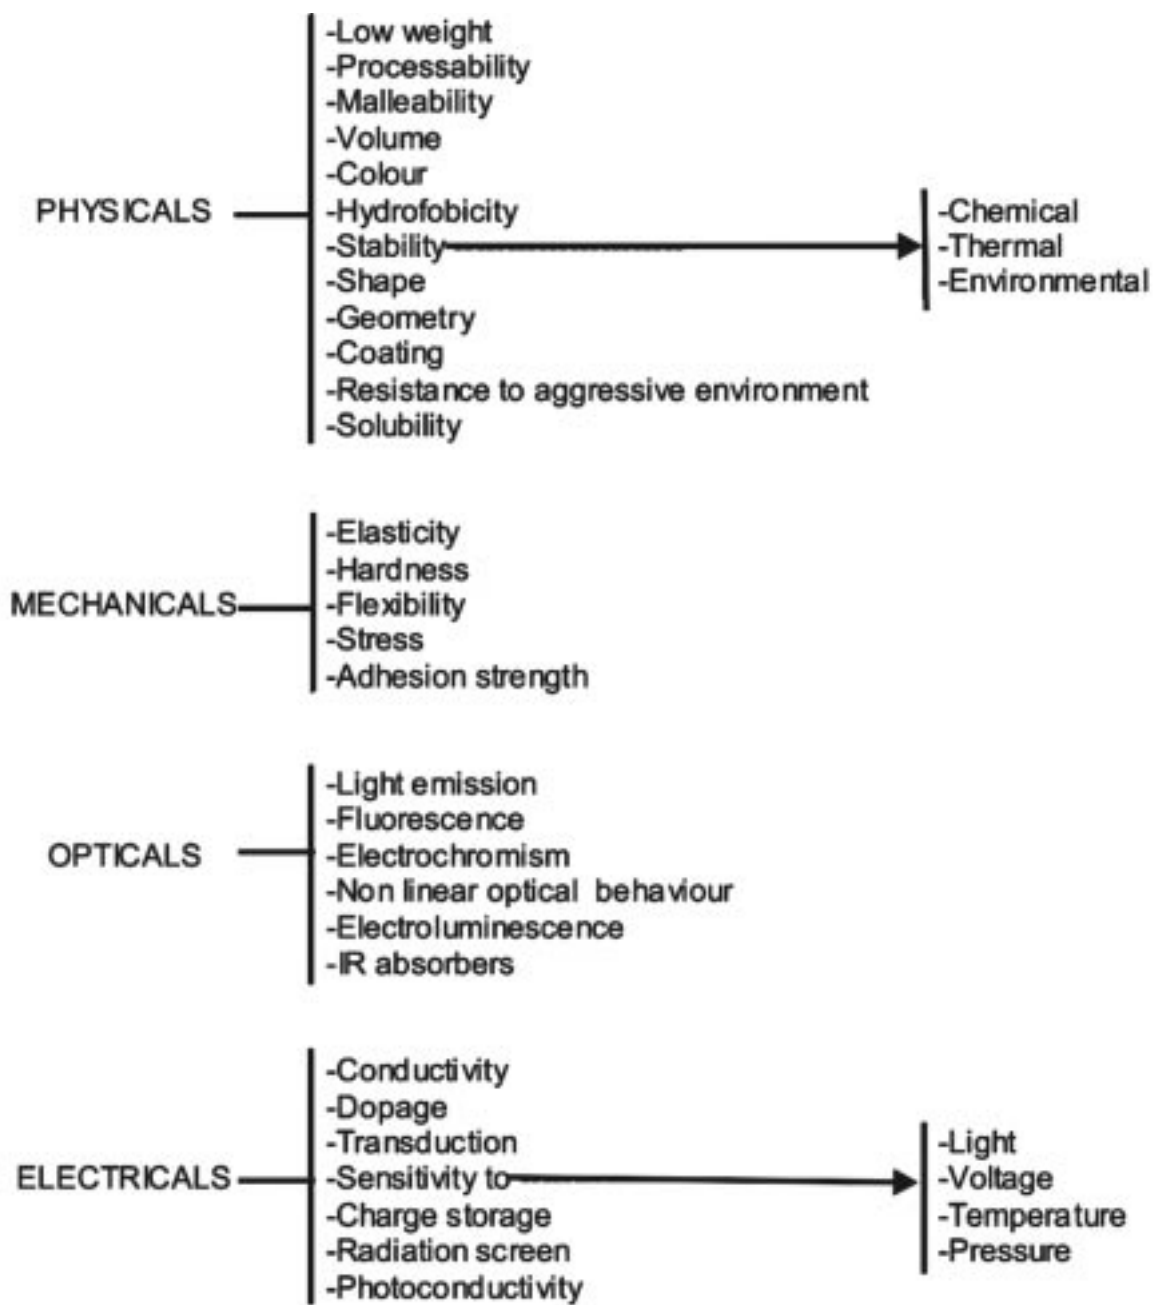 PHYSICALS
-Low weight
-Processability
-Malleability
-Volume
-Colour
-Hydrofobicity
-Stability
-Shape
-Geometry
-Coating
-Resistance to aggressive environment
-Solubility
-Chemical
-Thermal
-Environmental
MECHANICALS
-Elasticity
-Hardness
-Flexibility
-Stress
-Adhesion strength
OPTICALS
-Light emission
-Fluorescence
-Electrochromism
-Non linear optical behaviour
-Electroluminescence
-IR absorbers
ELECTRICALS
-Conductivity
-Dopage
-Transduction
-Sensitivity to
-Charge storage
-Radiation screen
-Photoconductivity
-Light
-Voltage
-Temperature
-Pressure